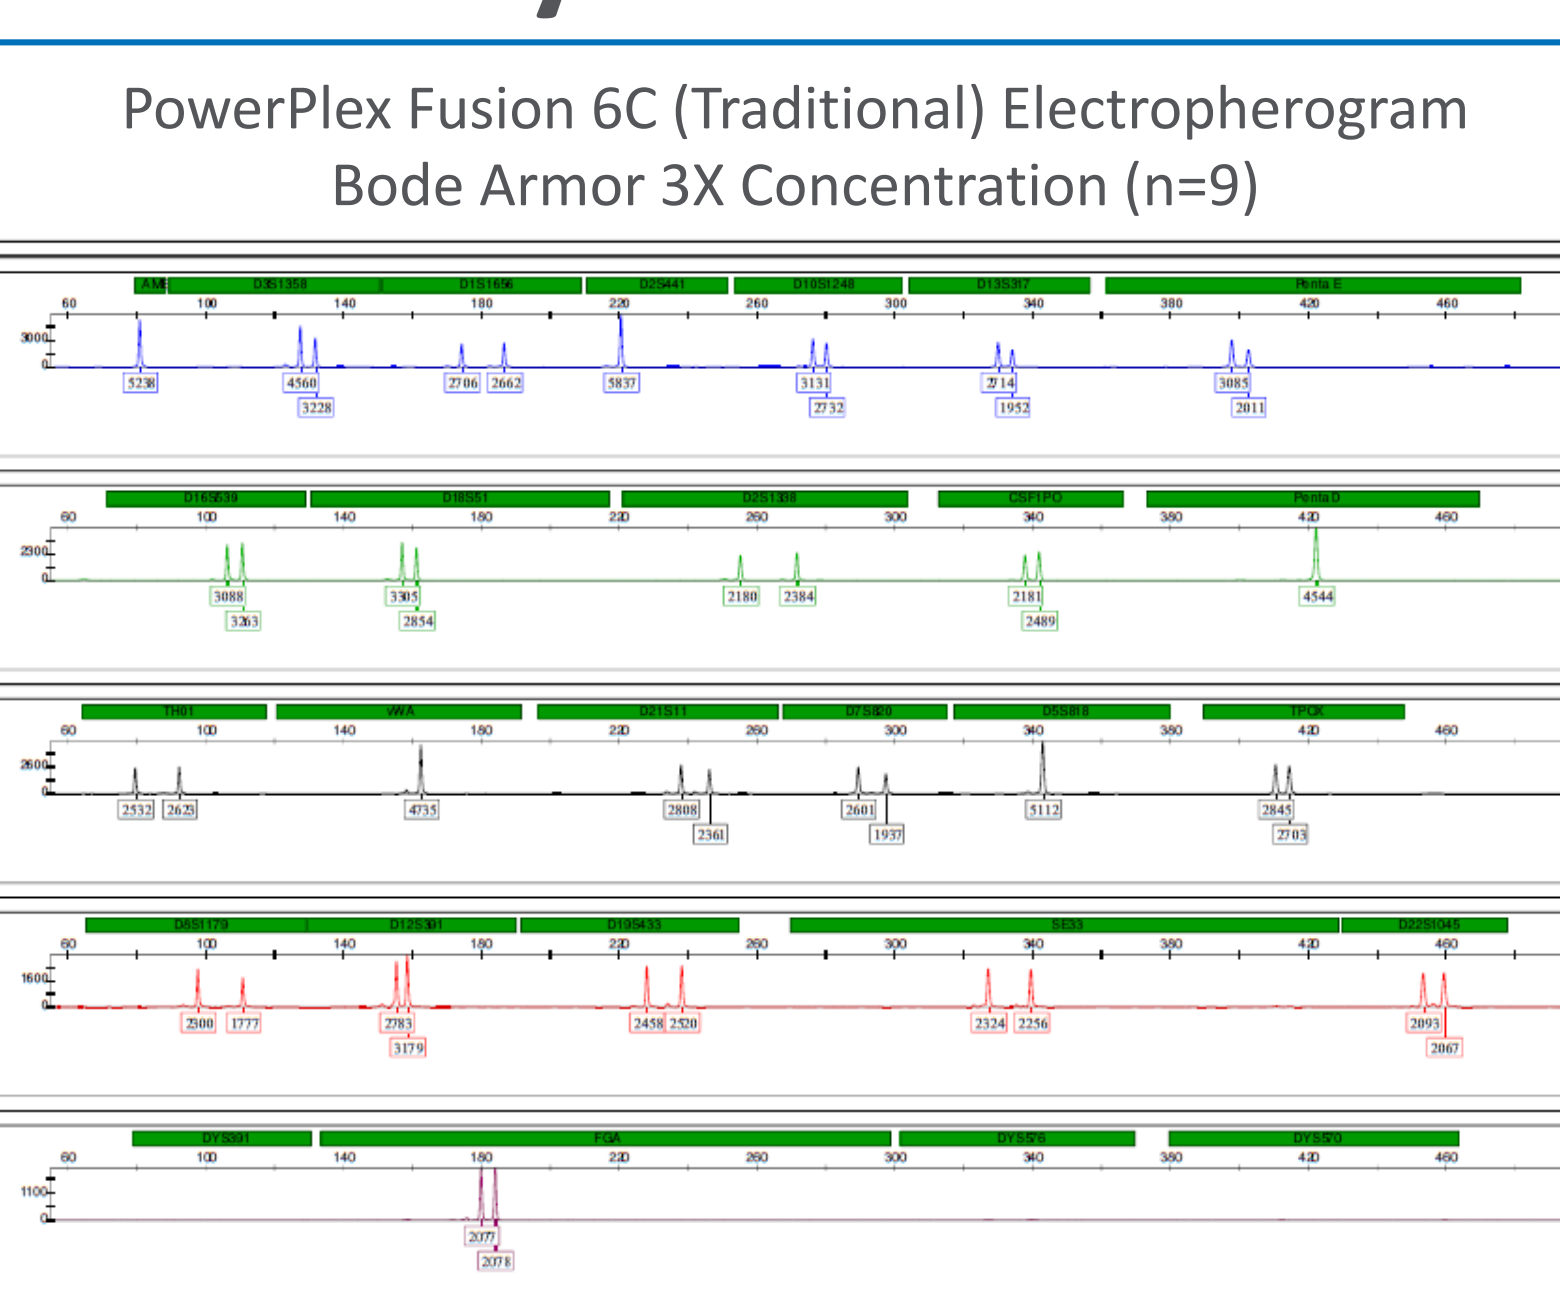 PowerPlex Fusion 6C (Traditional) Electropherogram
Bode Armor 3X Concentration (n=9)
AME D3S1358 D1S1656 D2S441 D10S1248 D13S317 Penta E
60 100 140 180 220 260 300 340 380 420 460
3000
0
5238 4560 2706 2662 5837 3131 2714 3085
3228 2732 1952 2011
D16S539 D18S51 D2S1338 CSF1PO Penta D
60 100 140 180 220 260 300 340 380 420 460
2300
0
3088 3305 2180 2384 2181 4544
3263 2854 2489
TH01 vWA D21S11 D7S820 D5S818 TPOX
60 100 140 180 220 260 300 340 380 420 460
2600
0
2532 2623 4735 2808 2601 5112 2845
2361 1937 2703
D8S1179 D12S391 D19S433 SE33 D22S1045
60 100 140 180 220 260 300 340 380 420 460
1600
0
2300 1777 2783 2458 2520 2324 2256 2093
3179 2067
DYS391 FGA DYS576 DYS570
60 100 140 180 220 260 300 340 380 420 460
1100
0
2077
2078